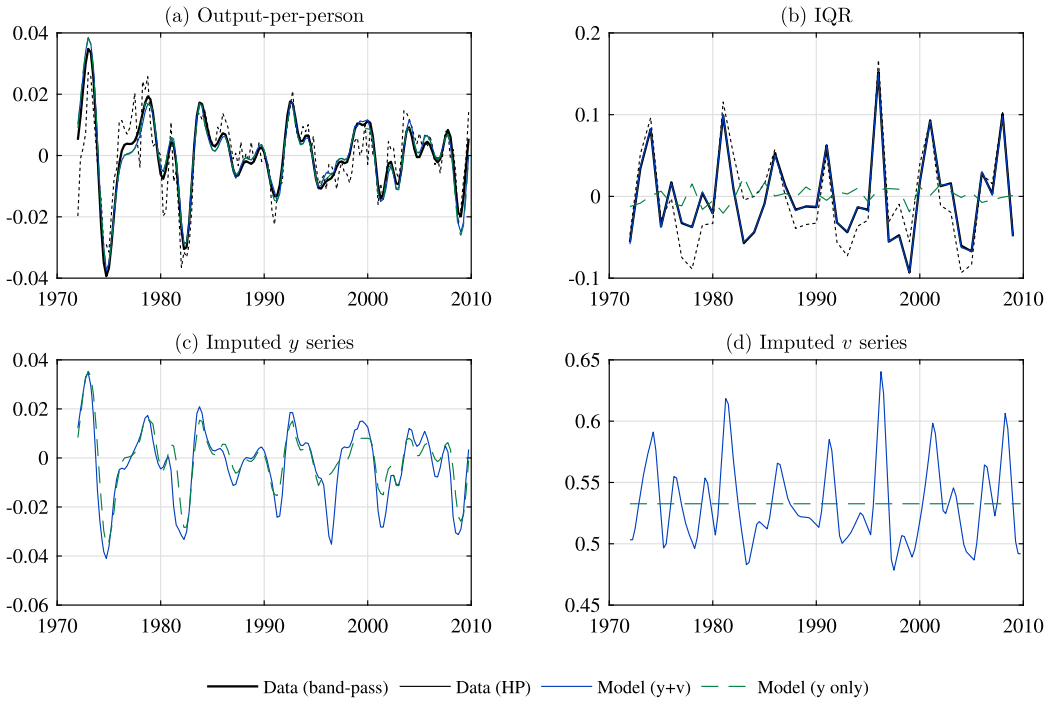 (a) Output-per-person
0.04
0.02
0
-0.02
-0.04
1970 1980 1990 2000 2010
(b) IQR
0.2
0.1
0
-0.1
1970 1980 1990 2000 2010
(c) Imputed y series
0.04
0.02
0
-0.02
-0.04
-0.06
1970 1980 1990 2000 2010
(d) Imputed v series
0.65
0.6
0.55
0.5
0.45
1970 1980 1990 2000 2010
Data (band-pass) Data (HP) Model (y+v) Model (y only)